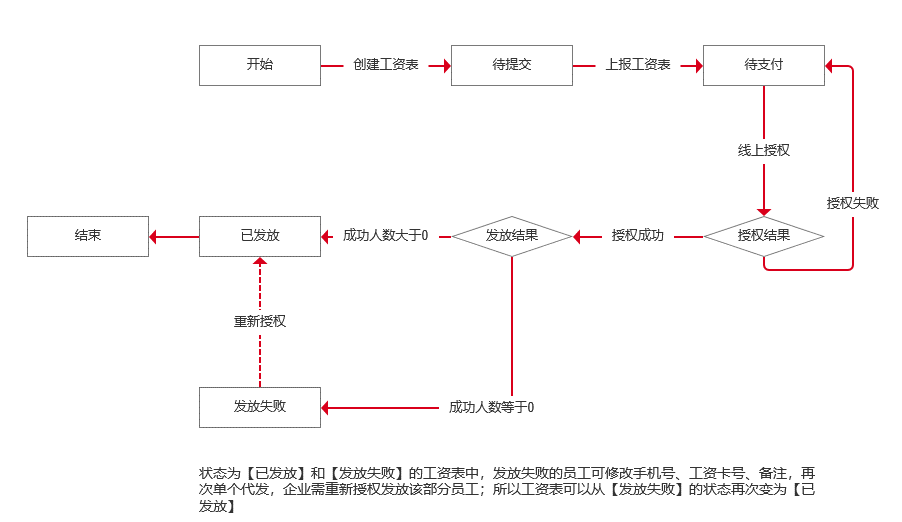 开始
创建工资表
待提交
上报工资表
待支付
线上授权
授权失败
结束
已发放
成功人数大于0
发放结果
授权成功
授权结果
重新授权
发放失败
成功人数等于0
状态为【已发放】和【发放失败】的工资表中，发放失败的员工可修改手机号、工资卡号、备注，再
次单个代发，企业需重新授权发放该部分员工；所以工资表可以从【发放失败】的状态再次变为【已
发放】